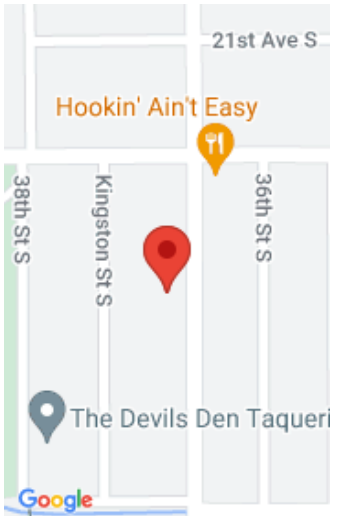 21st Ave S
Hookin' Ain't Easy
38th St S
Kingston St S
36th St S
The Devils Den Taqueri
Google